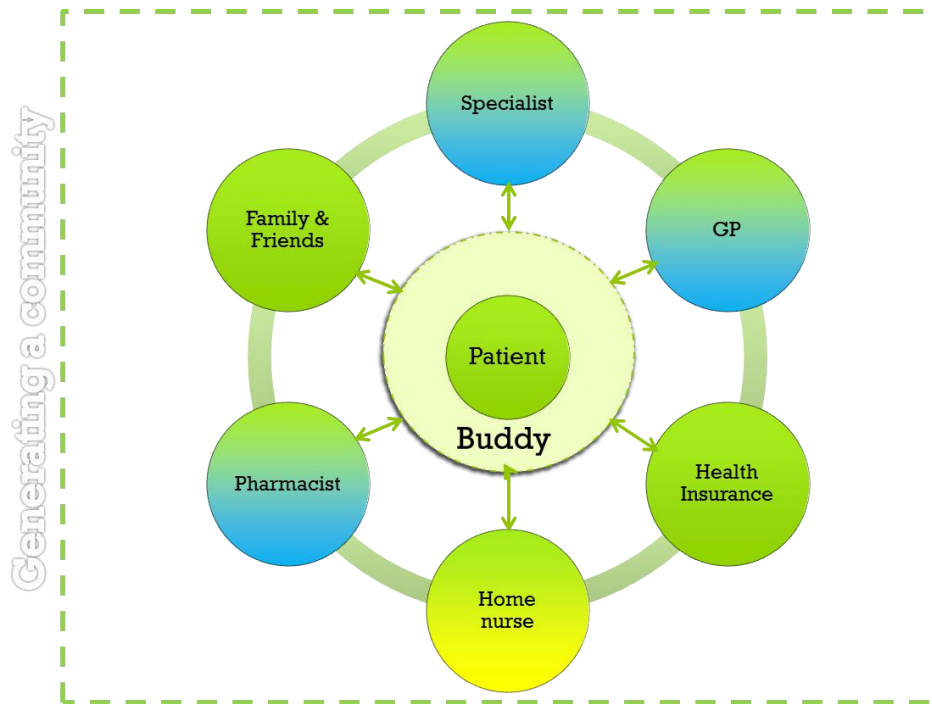 Generating a community
Specialist
Family &
Friends
GP
Patient
Buddy
Pharmacist
Health
Insurance
Home
nurse